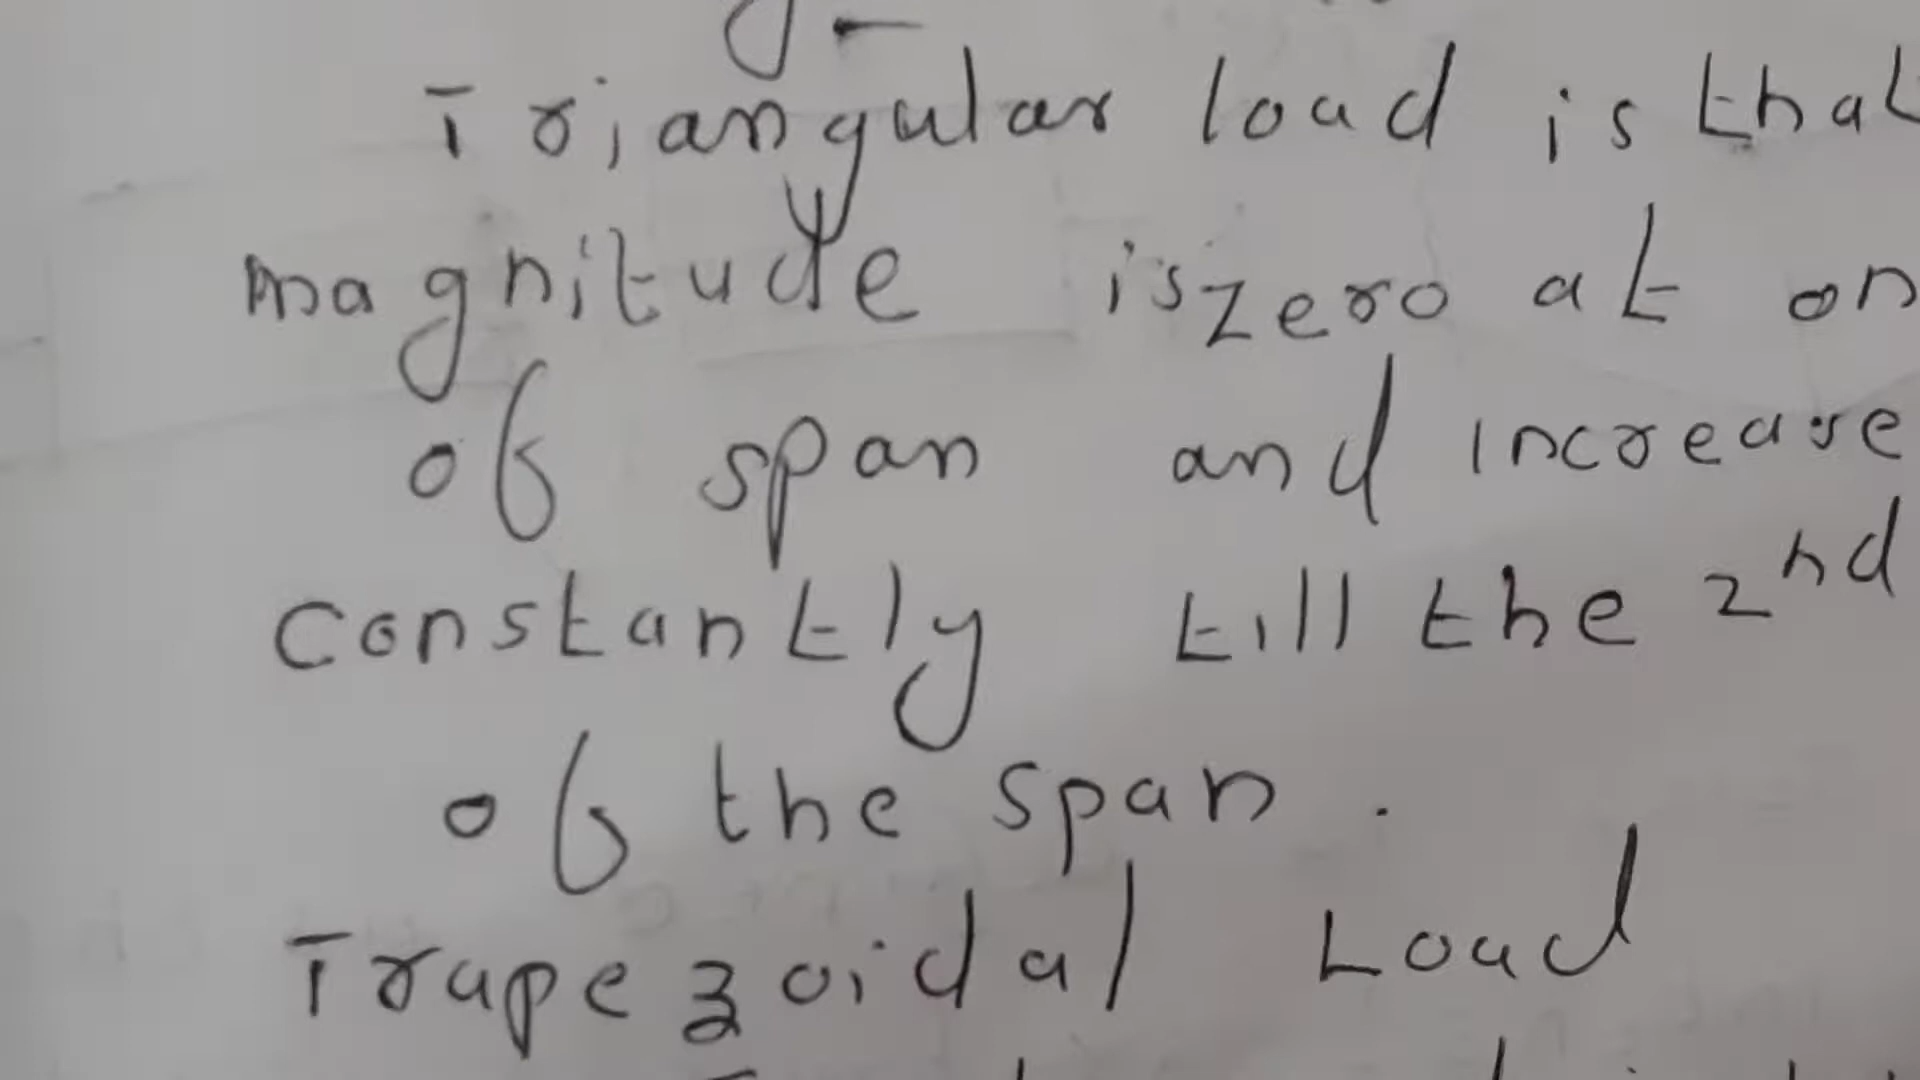 Triangular load is that
magnitude is zero at on
of span and increase
constantly till the 2nd
of the span.
Trapezoidal Load